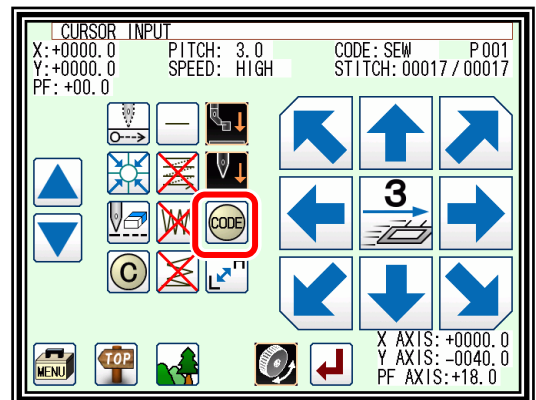 CURSOR INPUT
X:+0000.0 PITCH: 3.0 CODE:SEW P001
Y:+0000.0 SPEED: HIGH STITCH:00017/00017
PF:+00.0
3
CODE
C
MENU TOP
X AXIS:+0000.0
Y AXIS:-0040.0
PF AXIS:+18.0